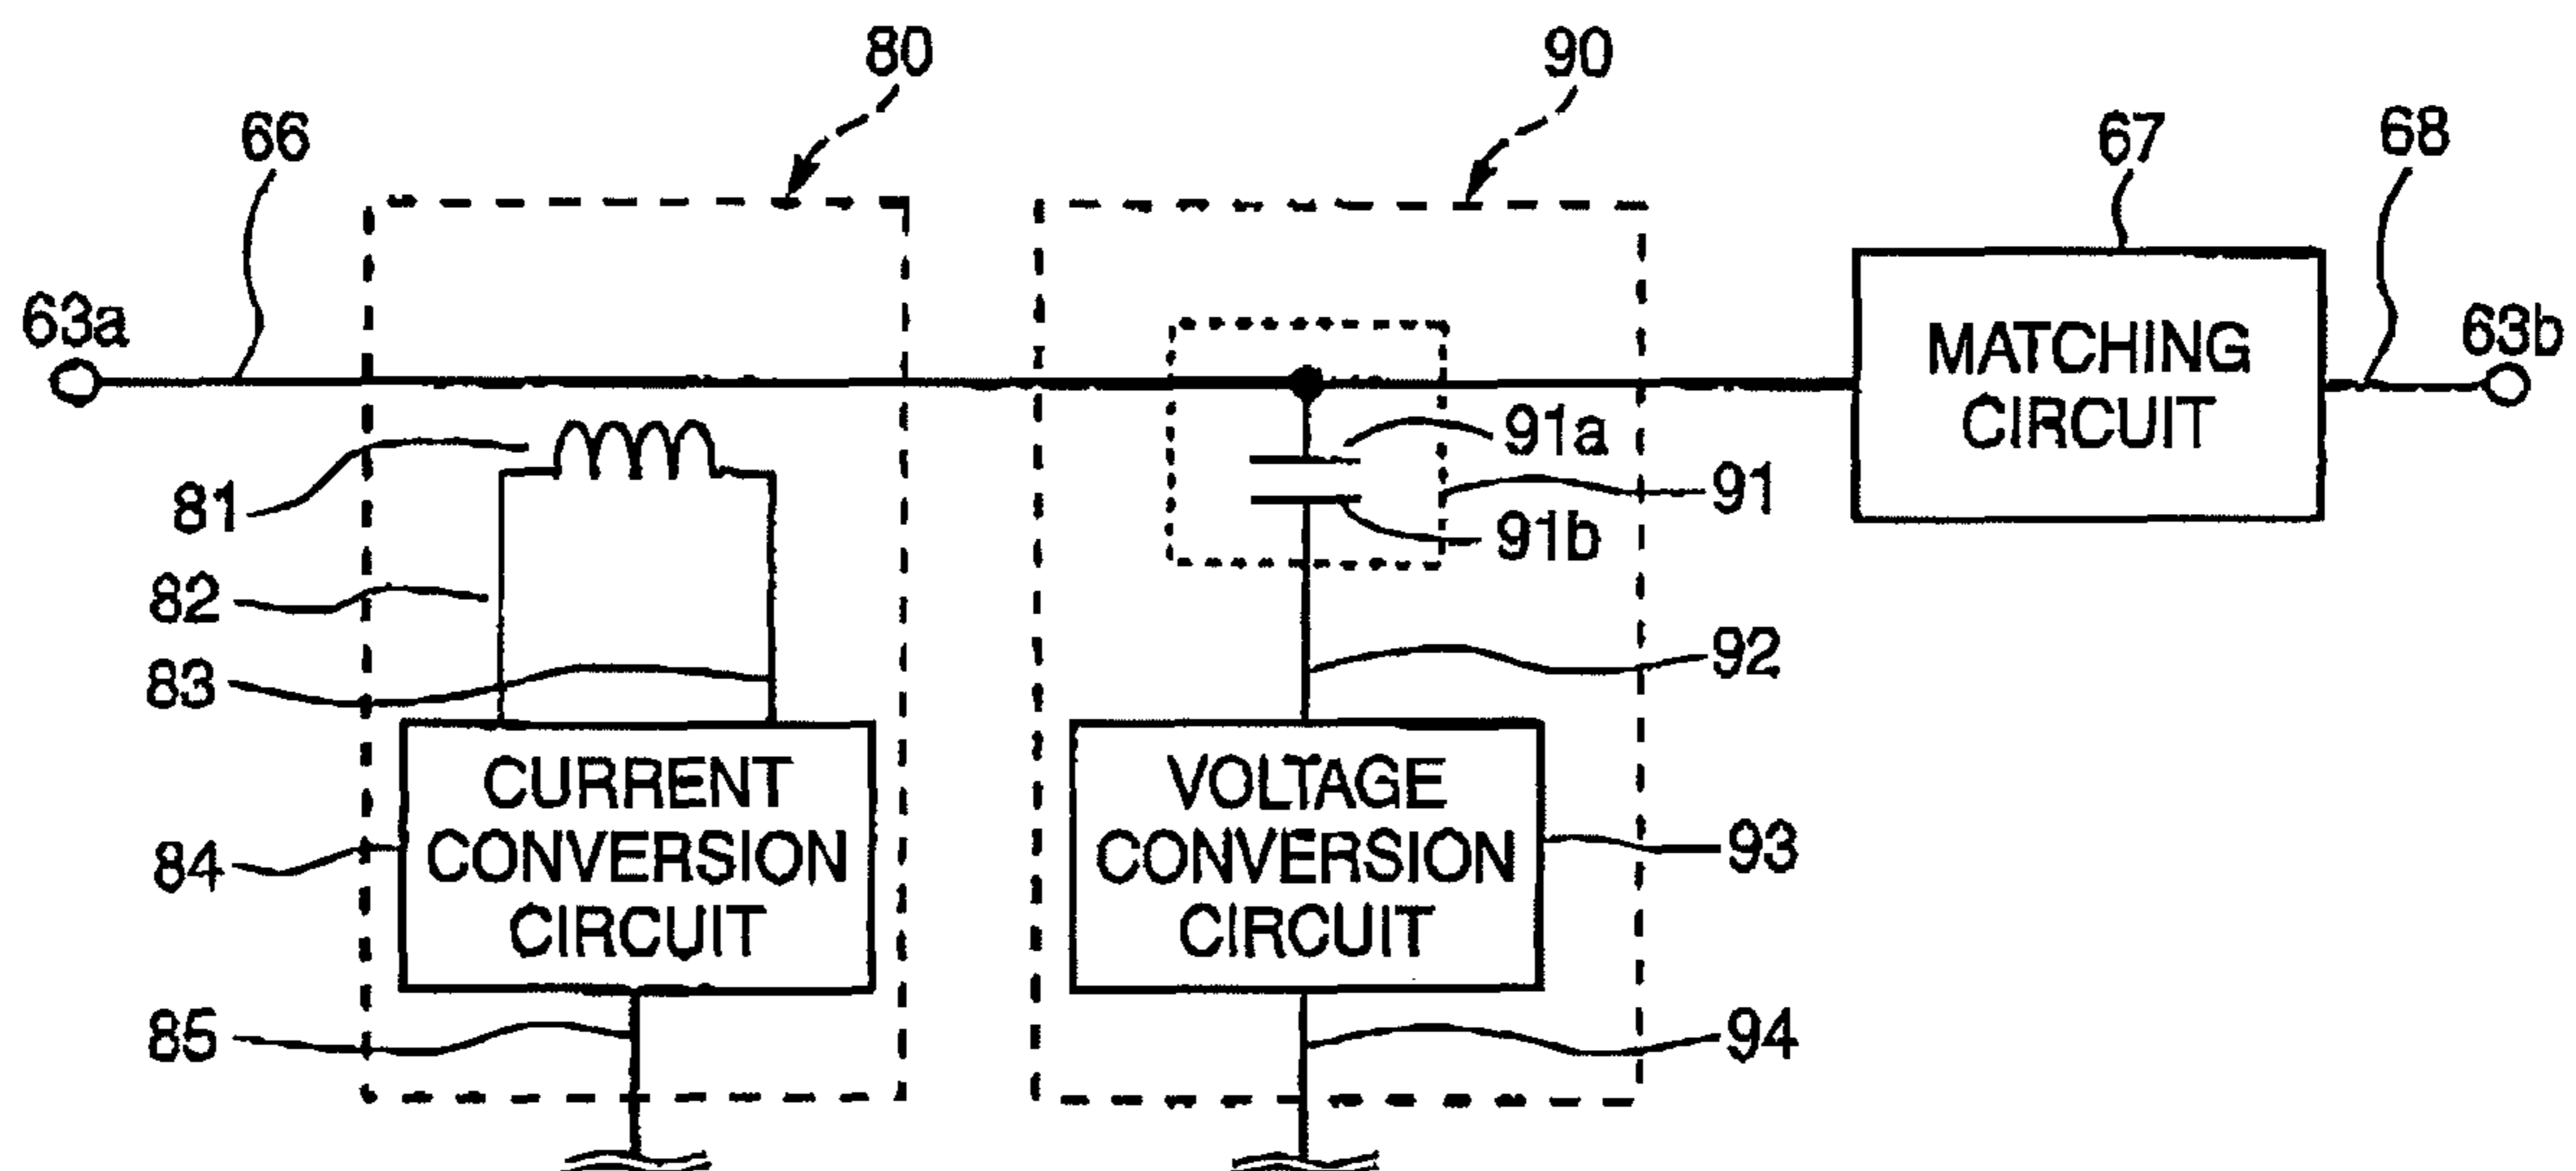 80
90
66
67
68
63a
63b
MATCHING
CIRCUIT
91a
81
91
91b
82
92
83
CURRENT
CONVERSION
CIRCUIT
VOLTAGE
CONVERSION
CIRCUIT
84
93
85
94